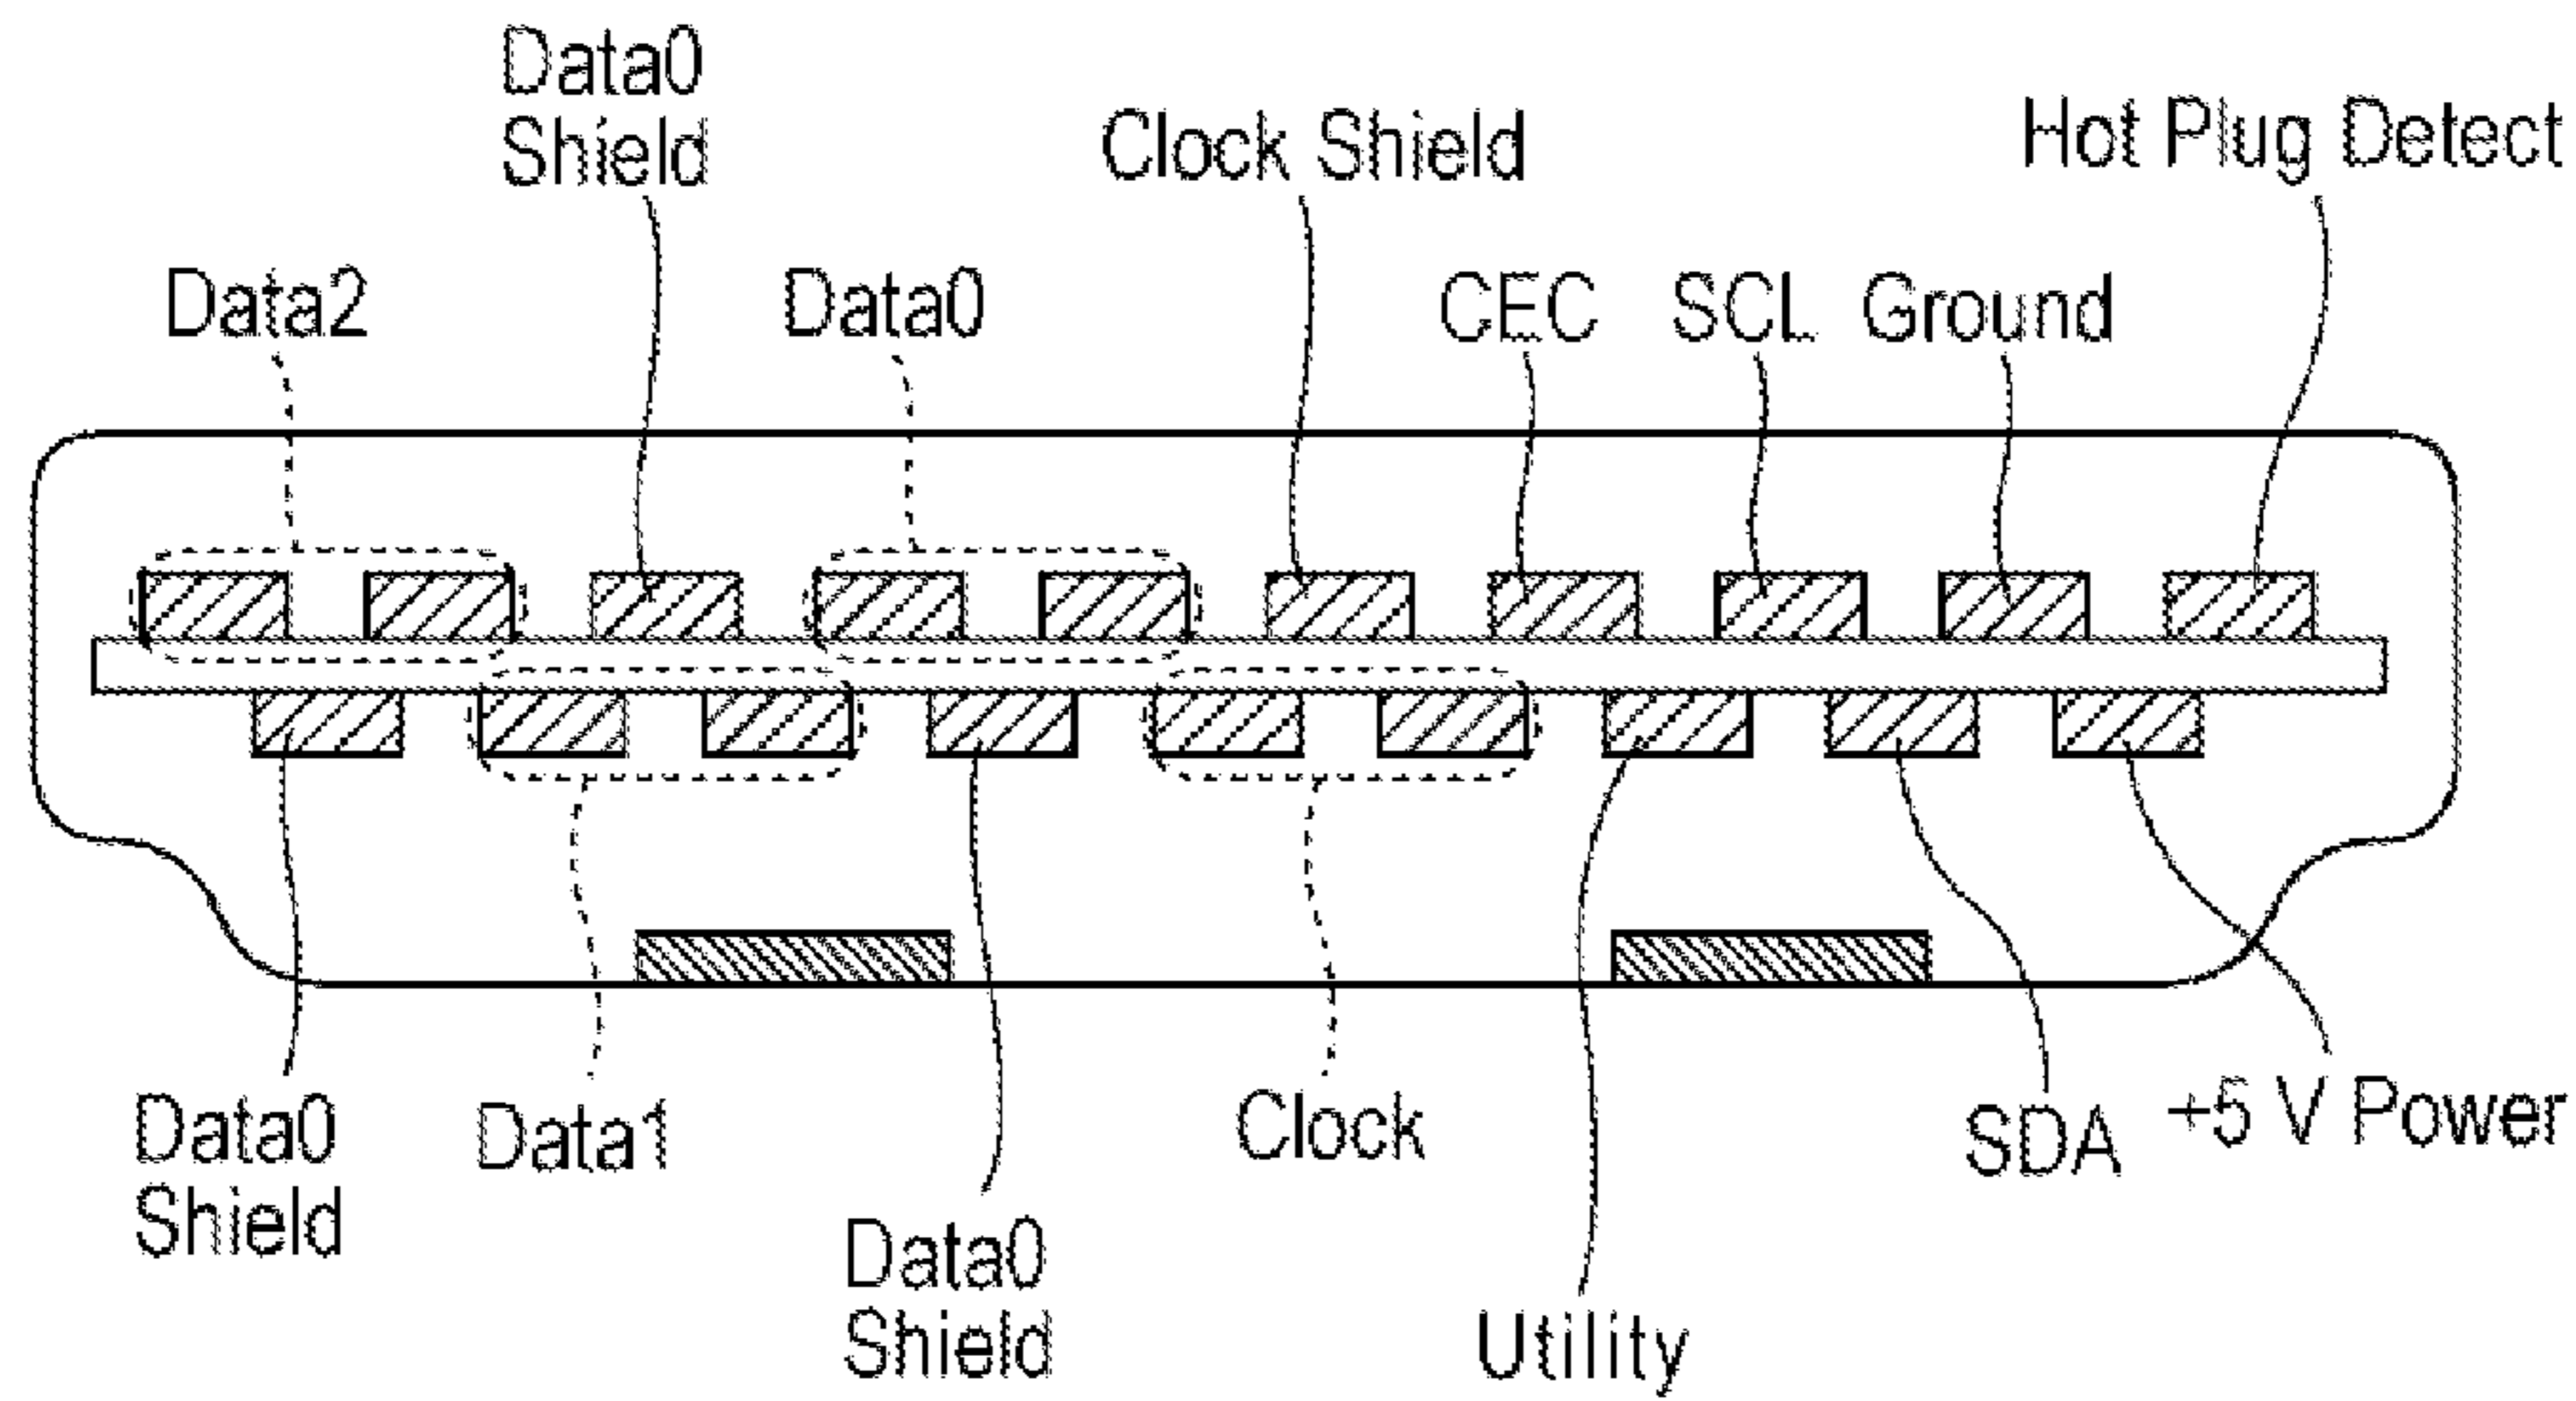 Data0
Shield
Clock Shield
Hot Plug Detect
Data2
Data0
CEC
SCL
Ground
Data0
Shield
Data1
Data0
Shield
Clock
Utility
SDA
+5 V Power